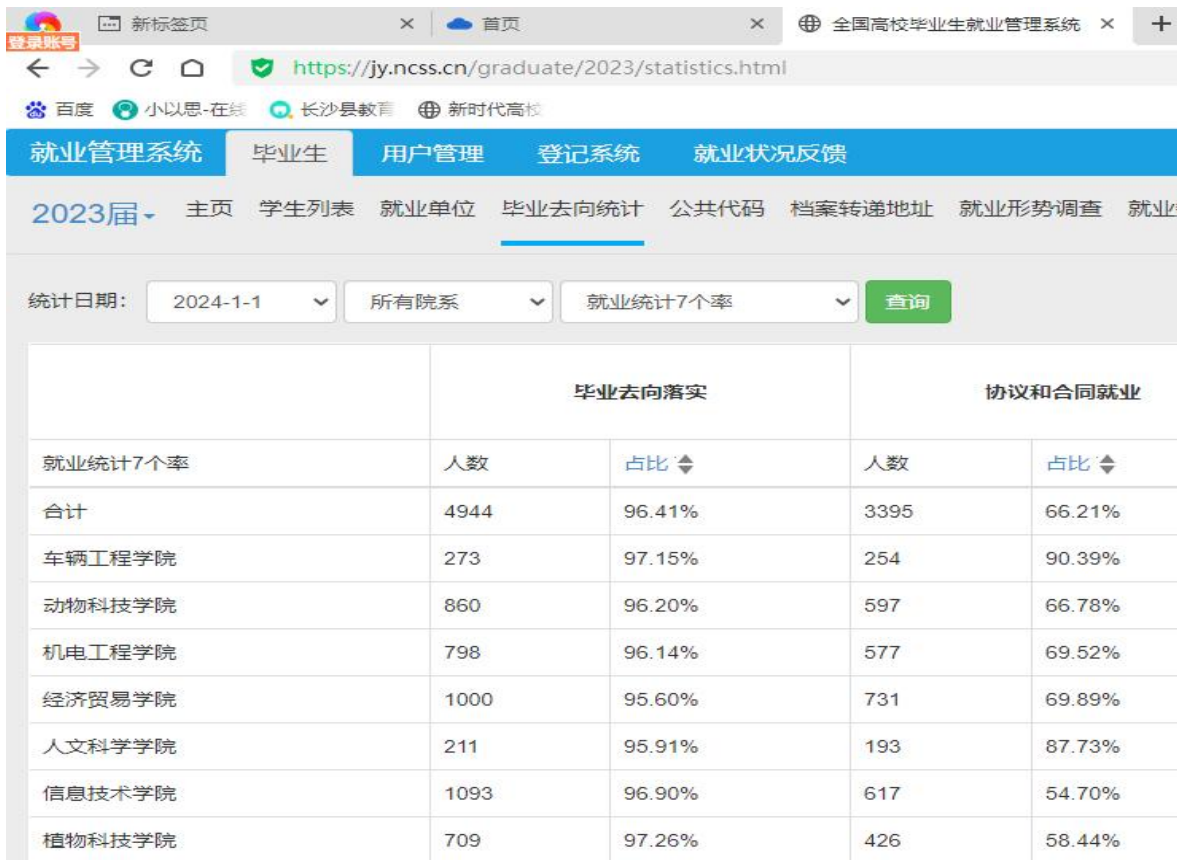 新标签页 首页 全国高校毕业生就业管理系统
登录账号
https://jy.ncss.cn/graduate/2023/statistics.html
百度 小以思-在线 长沙县教育 新时代高校
就业管理系统 毕业生 用户管理 登记系统 就业状况反馈
2023届 主页 学生列表 就业单位 毕业去向统计 公共代码 档案转递地址 就业形势调查 就业
统计日期: 2024-1-1 所有院系 就业统计7个率 查询
毕业去向落实 协议和合同就业
就业统计7个率 人数 占比 人数 占比
合计 4944 96.41% 3395 66.21%
车辆工程学院 273 97.15% 254 90.39%
动物科技学院 860 96.20% 597 66.78%
机电工程学院 798 96.14% 577 69.52%
经济贸易学院 1000 95.60% 731 69.89%
人文科学学院 211 95.91% 193 87.73%
信息技术学院 1093 96.90% 617 54.70%
植物科技学院 709 97.26% 426 58.44%